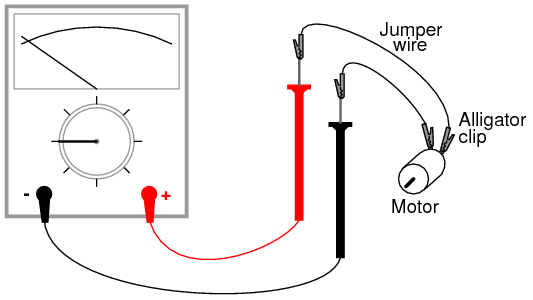 Jumper
wire
Alligator
clip
- +
Motor